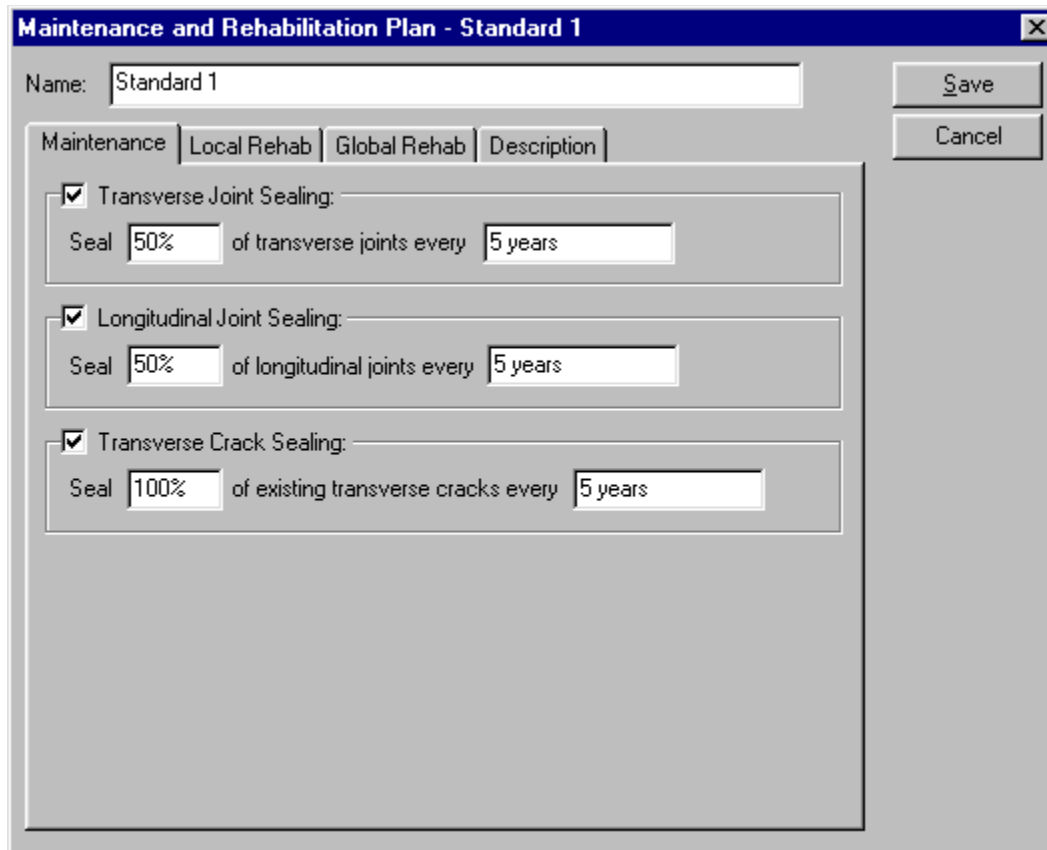 Maintenance and Rehabilitation Plan - Standard 1
Name: Standard 1
Save
Cancel
Maintenance Local Rehab Global Rehab Description
Transverse Joint Sealing:
Seal 50% of transverse joints every 5 years
Longitudinal Joint Sealing:
Seal 50% of longitudinal joints every 5 years
Transverse Crack Sealing:
Seal 100% of existing transverse cracks every 5 years